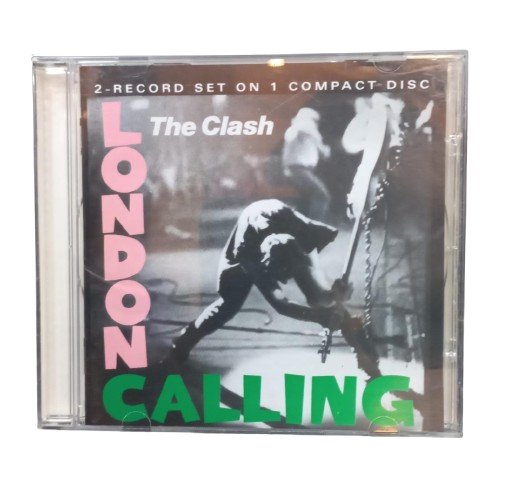 2-RECORD SET ON 1 COMPACT DISC
The Clash
LONDON
CALLING